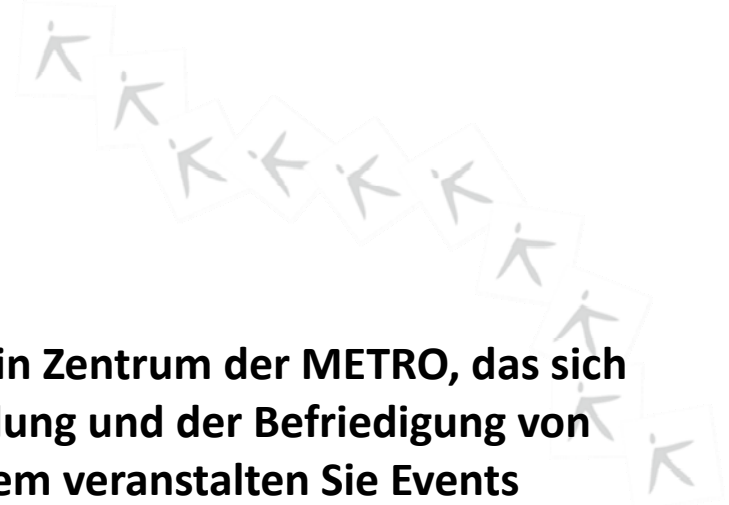 in Zentrum der METRO, das sich
lung und der Befriedigung von
em veranstalten Sie Events